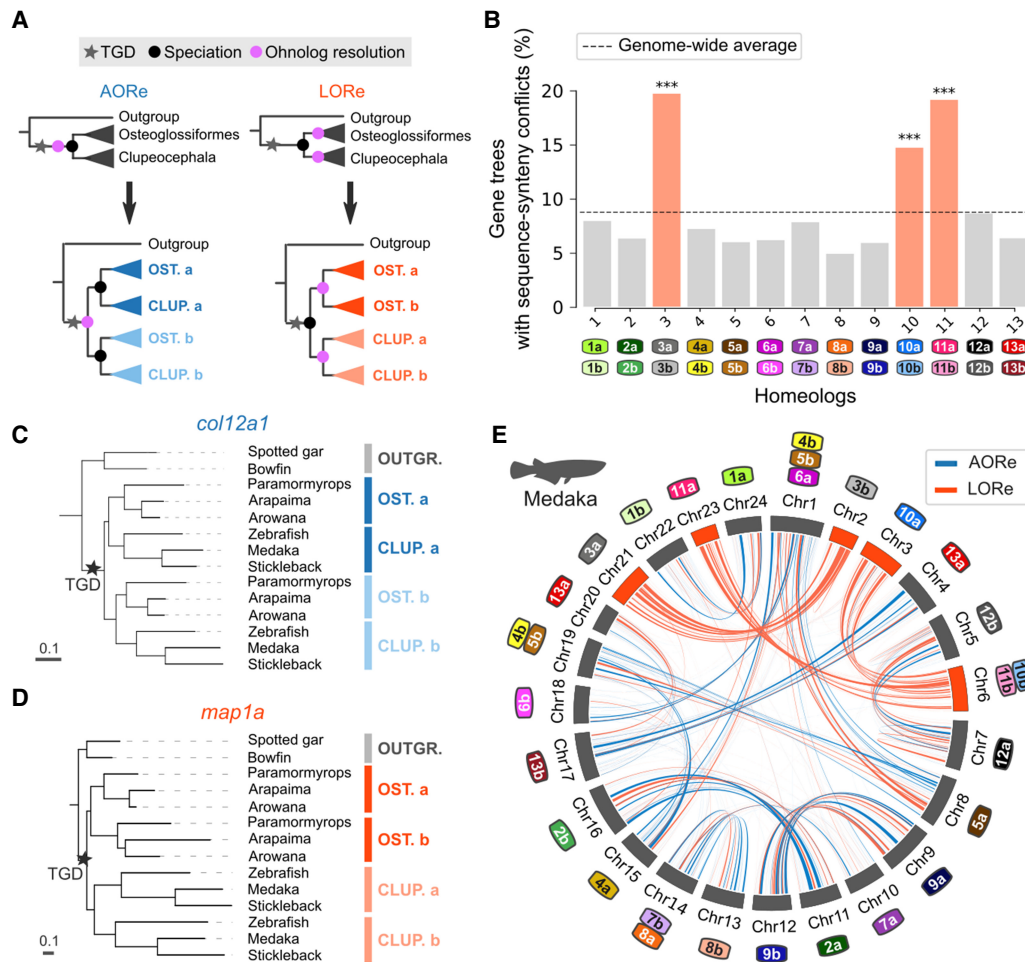 A
TGD Speciation Ohnolog resolution
AORe
Outgroup
Osteoglossiformes
Clupeocephala
Outgroup
OST. a
CLUP. a
OST. b
CLUP. b
LORe
Outgroup
Osteoglossiformes
Clupeocephala
Outgroup
OST. a
OST. b
CLUP. a
CLUP. b
B
Genome-wide average
Gene trees
with sequence-synteny conflicts (%)
20
15
10
5
0
*** *** ***
1 2 3 4 5 6 7 8 9 10 11 12 13
1a 2a 3a 4a 5a 6a 7a 8a 9a 10a 11a 12a 13a
1b 2b 3b 4b 5b 6b 7b 8b 9b 10b 11b 12b 13b
Homeologs
C
col12a1
Spotted gar
Bowfin
Paramormyrops
Arapaima
Arowana
Zebrafish
Medaka
Stickleback
Paramormyrops
Arapaima
Arowana
Zebrafish
Medaka
Stickleback
OUTGR.
OST. a
CLUP. a
OST. b
CLUP. b
TGD
0.1
D
map1a
Spotted gar
Bowfin
Paramormyrops
Arapaima
Arowana
Paramormyrops
Arapaima
Arowana
Zebrafish
Medaka
Stickleback
Zebrafish
Medaka
Stickleback
OUTGR.
OST. a
OST. b
CLUP. a
CLUP. b
TGD
0.1
E
Medaka
AORe
LORe
Chr1
4b
5b
6a
Chr2
3b
Chr3
10a
Chr4
13a
Chr5
12b
Chr6
11b
10b
Chr7
12a
Chr8
5a
Chr9
9a
Chr10
7a
Chr11
2a
Chr12
9b
Chr13
8b
Chr14
7b
8a
Chr15
4a
Chr16
2b
Chr17
13b
Chr18
6b
Chr19
4b
5b
Chr20
13a
Chr21
3a
Chr22
1b
Chr23
11a
Chr24
1a